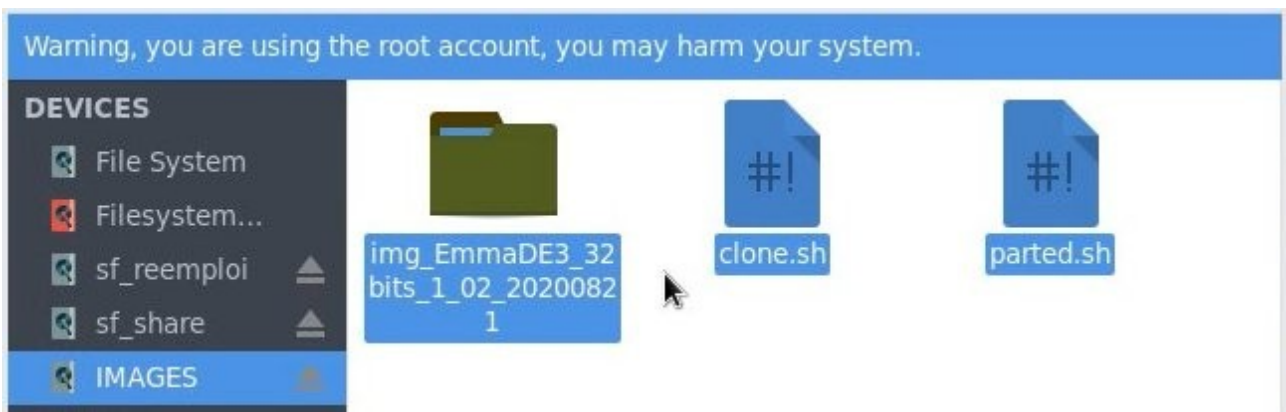 Warning, you are using the root account, you may harm your system.
DEVICES
File System
Filesystem...
sf_reemploi
sf_share
IMAGES
img_EmmaDE3_32
bits_1_02_2020082
1
#!
clone.sh
#!
parted.sh